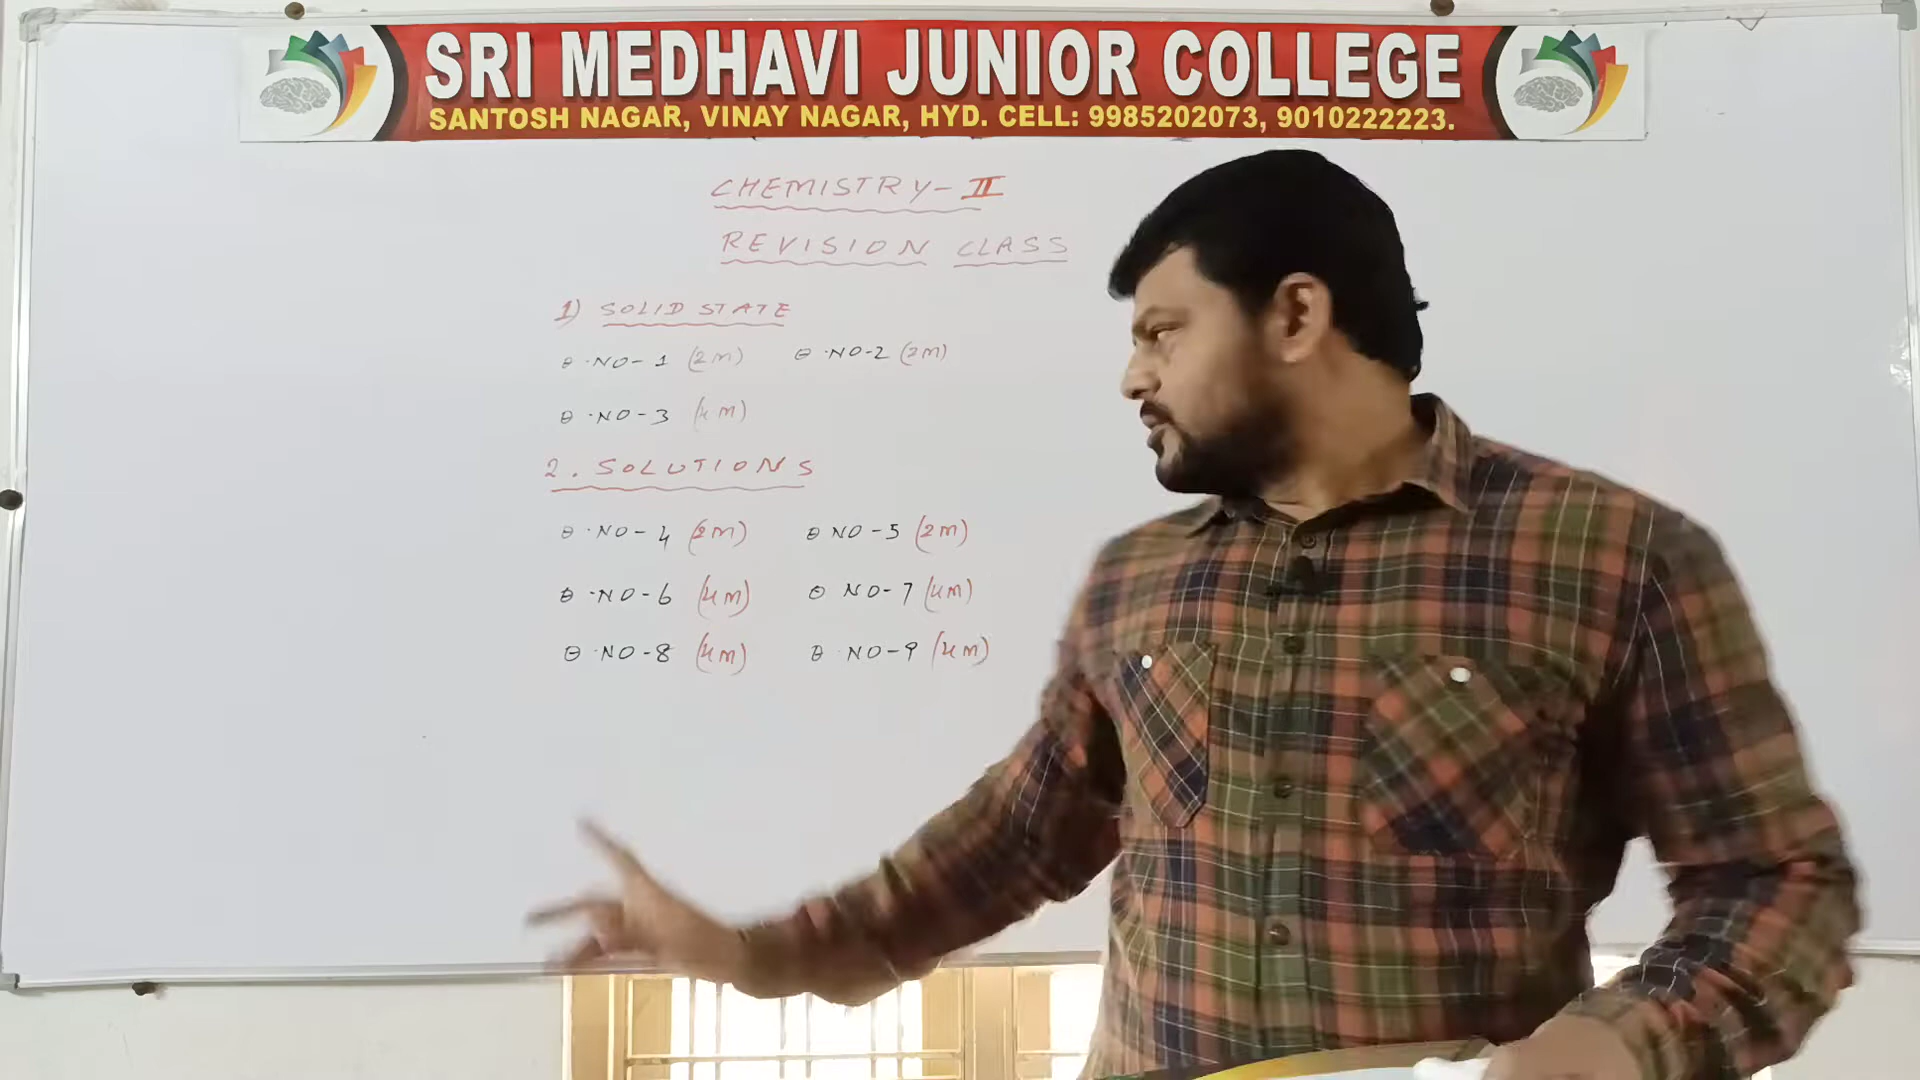 SRI MEDHAVI JUNIOR COLLEGE
SANTOSH NAGAR, VINAY NAGAR, HYD. CELL: 9985202073, 9010222223.
CHEMISTRY-II
REVISION CLASS
1) SOLID STATE
Q.NO-1 (2M) Q.NO-2 (2M)
Q.NO-3 (4M)
2. SOLUTIONS
Q.NO-4 (2M) Q NO-5 (2M)
Q.NO-6 (4M) Q NO-7 (4M)
Q.NO-8 (4M) Q.NO-9 (4M)